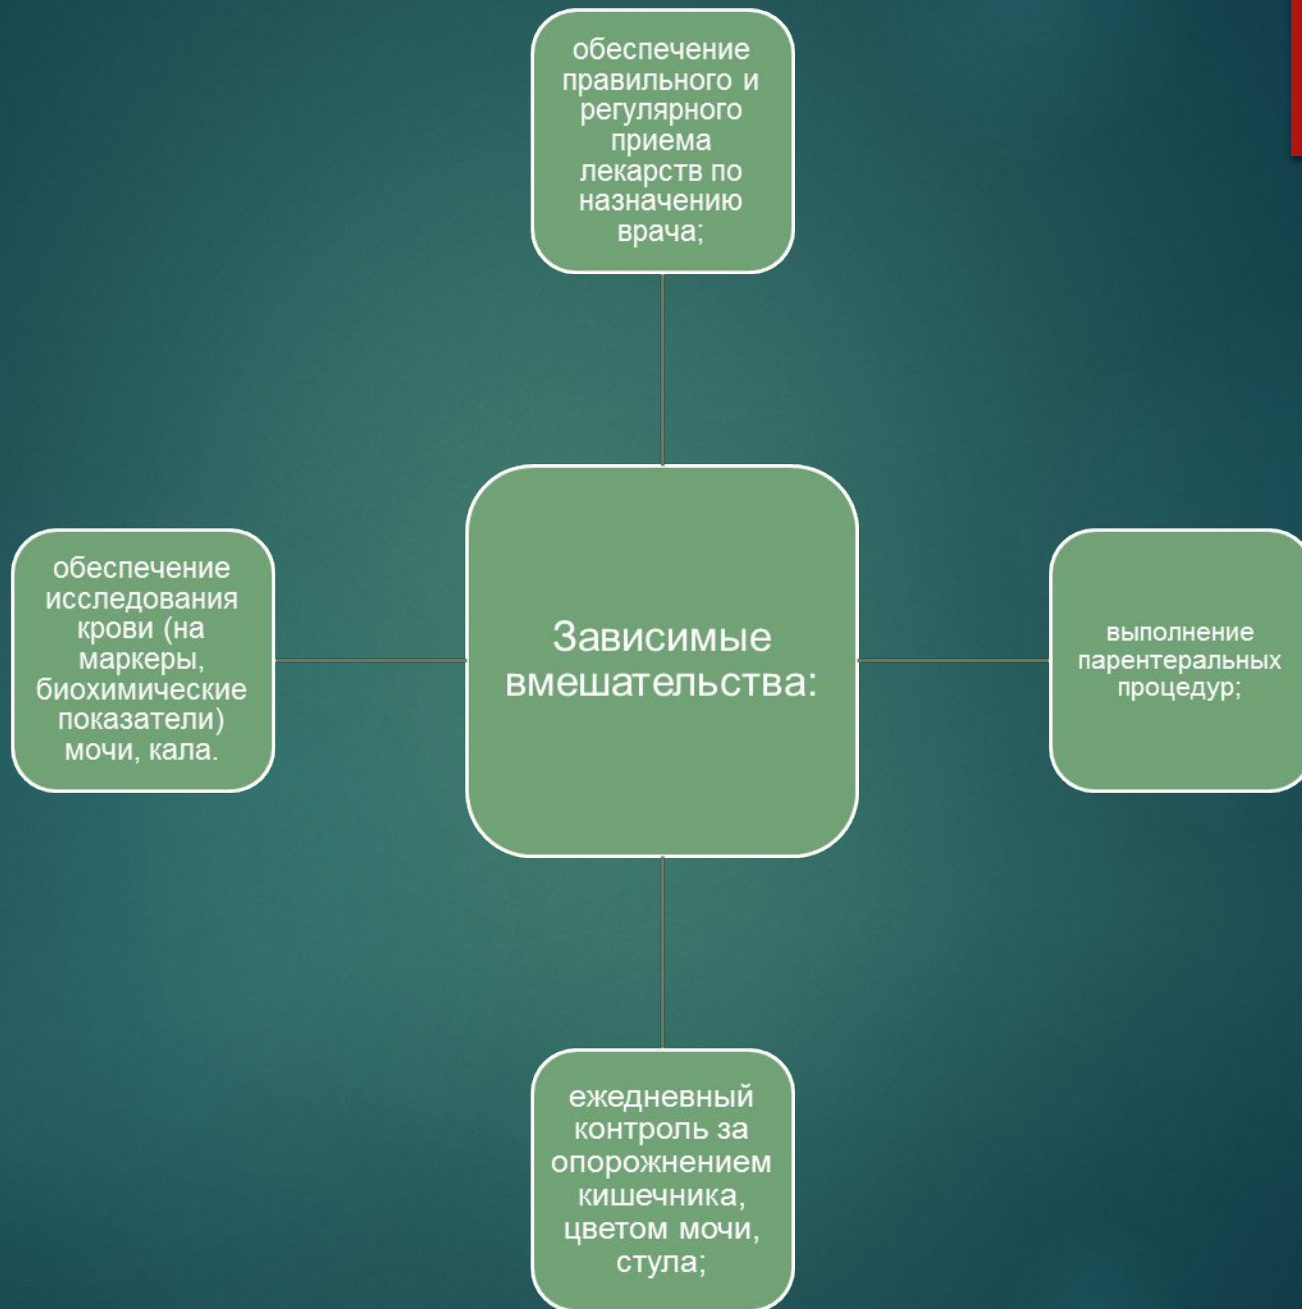 обеспечение
правильного и
регулярного
приема
лекарств по
назначению
врача;
обеспечение
исследования
крови (на
маркеры,
биохимические
показатели)
мочи, кала.
Зависимые
вмешательства:
выполнение
парентеральных
процедур;
ежедневный
контроль за
опорожнением
кишечника,
цветом мочи,
стула;